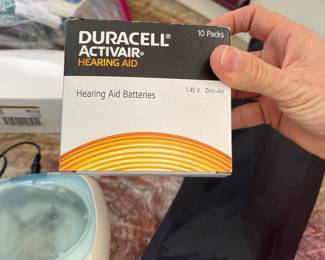 DURACELL® 10 Packs
ACTIVAIR®
HEARING AID
Hearing Aid Batteries 1.45 V Zinc-Air